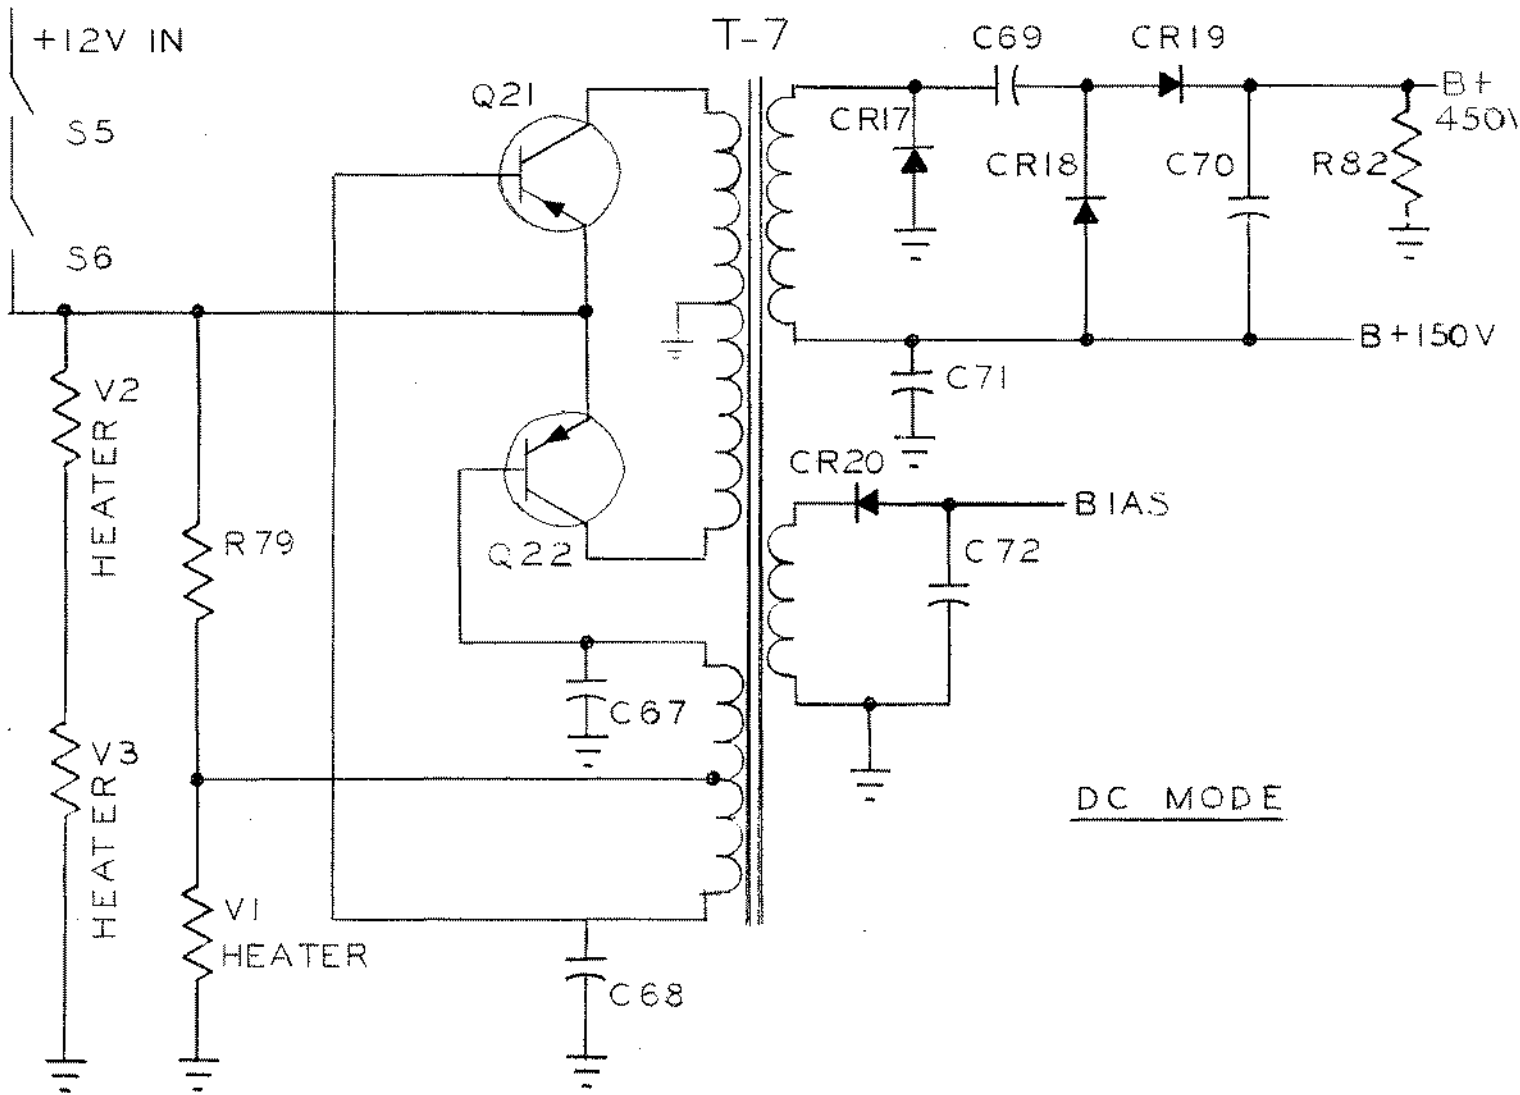 +12V IN
S5
S6
Q21
T-7
C69
CR19
CR17
CR18
C70
R82
B+
450V
B+150V
C71
V2
HEATER
R79
Q22
CR20
BIAS
C72
C67
V3
HEATER
V1
HEATER
C68
DC MODE